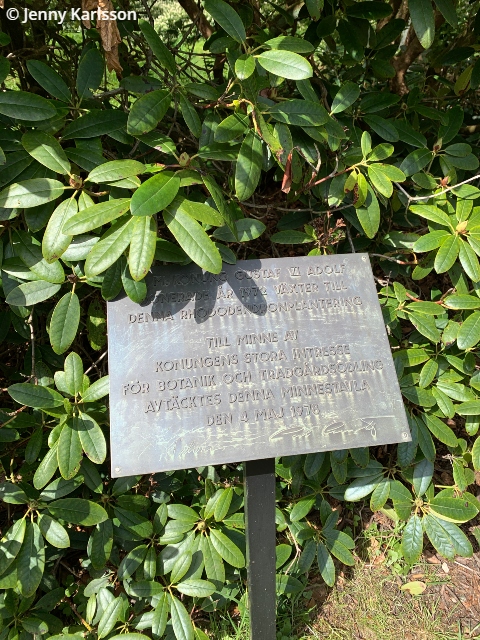 © Jenny Karlsson
GUSTAF VI ADOLF
VÄXTER TILL
DENNA RHODODENDRONPLANTERING
TILL MINNE AV
KONUNGENS STORA INTRESSE
FÖR BOTANIK OCH TRÄDGÅRDSODLING
AVTÄCKTES DENNA MINNESTAVLA
DEN 4 MAJ 1978